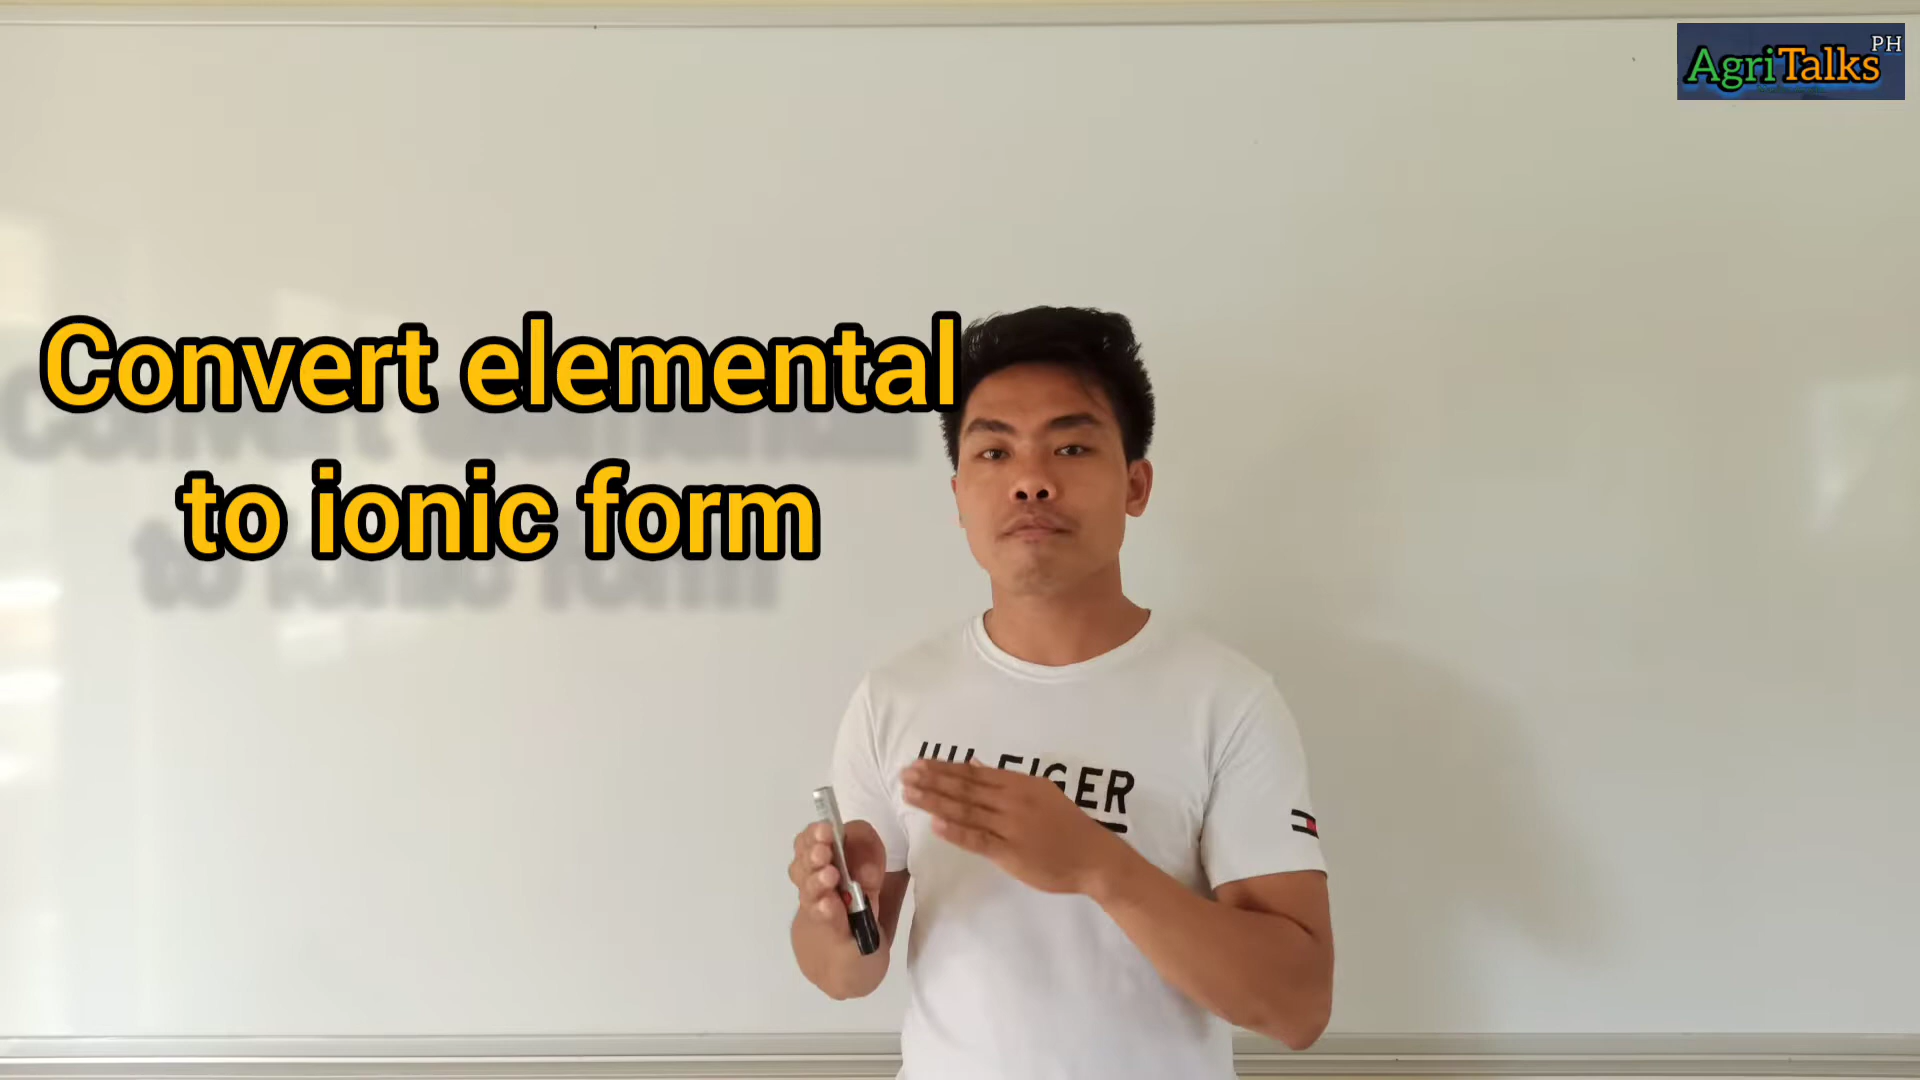 AgriTalks PH
Convert elemental
to ionic form